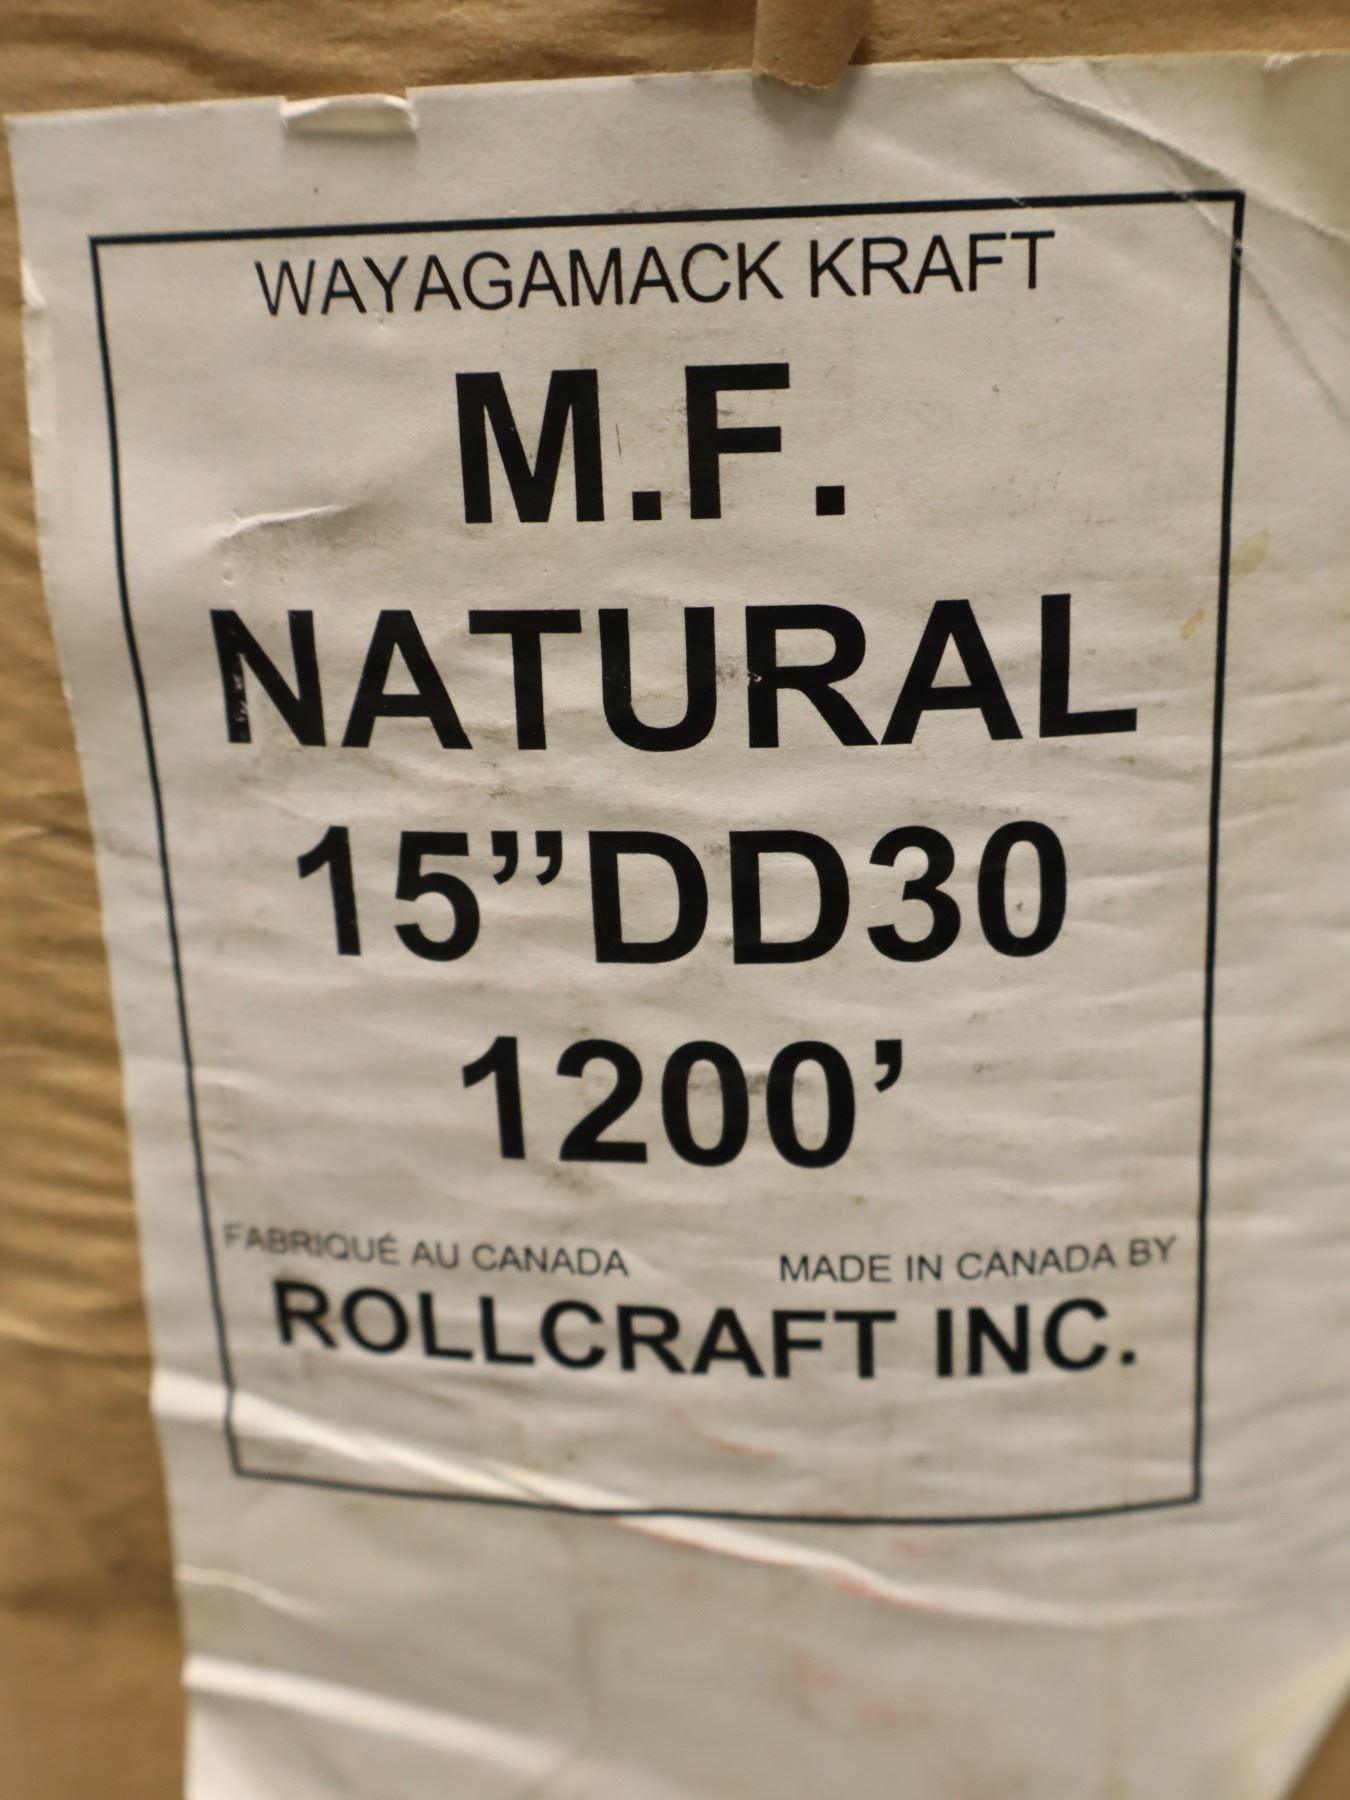 WAYAGAMACK KRAFT
M.F.
NATURAL
15”DD30
1200’
FABRIQUÉ AU CANADA MADE IN CANADA BY
ROLLCRAFT INC.